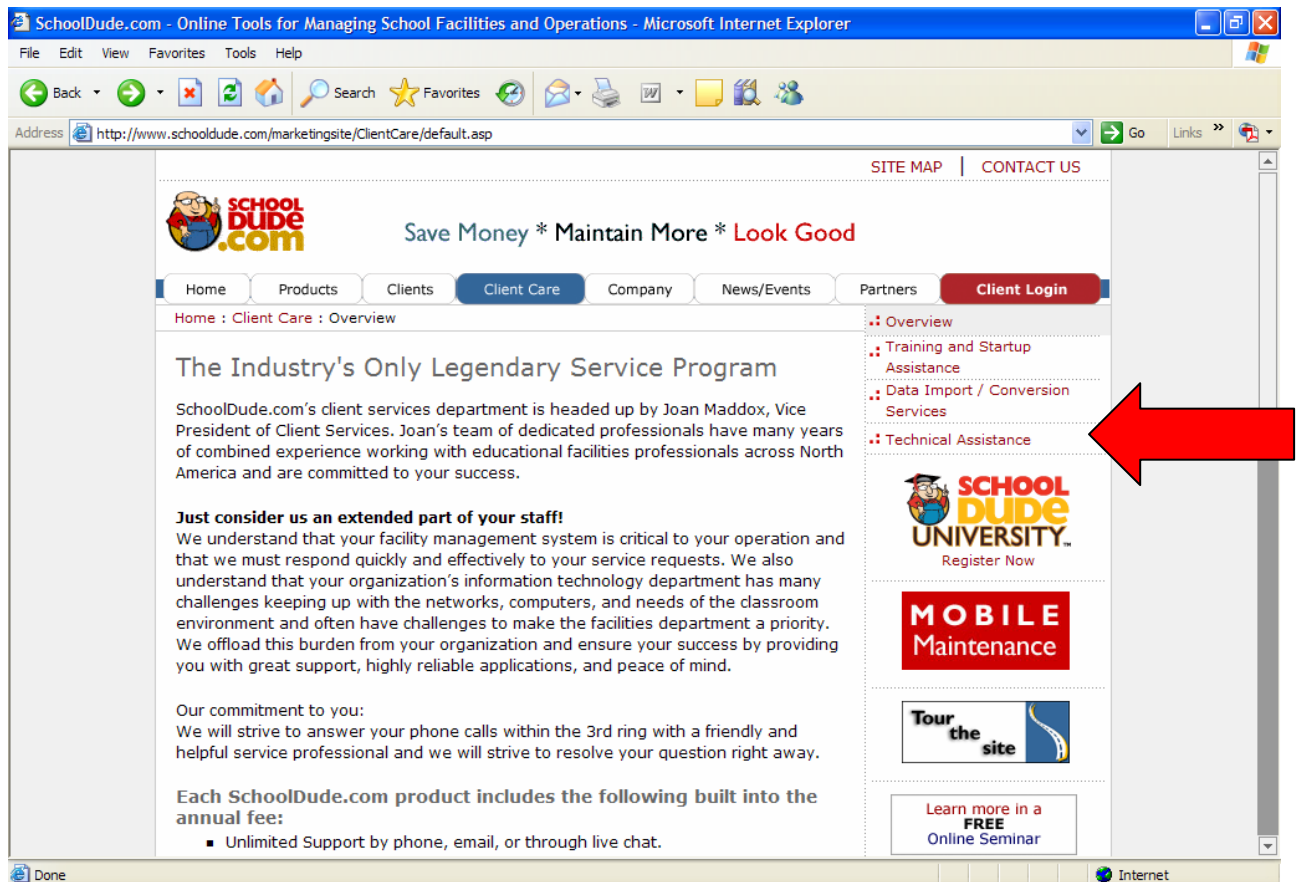 SchoolDude.com - Online Tools for Managing School Facilities and Operations - Microsoft Internet Explorer
File Edit View Favorites Tools Help
Back Search Favorites
Address http://www.schooldude.com/marketingsite/ClientCare/default.asp Go Links »
SITE MAP | CONTACT US
SCHOOL
DUDE
.com
Save Money * Maintain More * Look Good
Home Products Clients Client Care Company News/Events Partners Client Login
Home : Client Care : Overview
The Industry's Only Legendary Service Program
SchoolDude.com's client services department is headed up by Joan Maddox, Vice
President of Client Services. Joan's team of dedicated professionals have many years
of combined experience working with educational facilities professionals across North
America and are committed to your success.
Just consider us an extended part of your staff!
We understand that your facility management system is critical to your operation and
that we must respond quickly and effectively to your service requests. We also
understand that your organization's information technology department has many
challenges keeping up with the networks, computers, and needs of the classroom
environment and often have challenges to make the facilities department a priority.
We offload this burden from your organization and ensure your success by providing
you with great support, highly reliable applications, and peace of mind.
Our commitment to you:
We will strive to answer your phone calls within the 3rd ring with a friendly and
helpful service professional and we will strive to resolve your question right away.
Each SchoolDude.com product includes the following built into the
annual fee:
▪ Unlimited Support by phone, email, or through live chat.
Overview
Training and Startup
Assistance
Data Import / Conversion
Services
Technical Assistance
SCHOOL
DUDE
UNIVERSITY™
Register Now
MOBILE
Maintenance
Tour
the
site
Learn more in a
FREE
Online Seminar
Done Internet